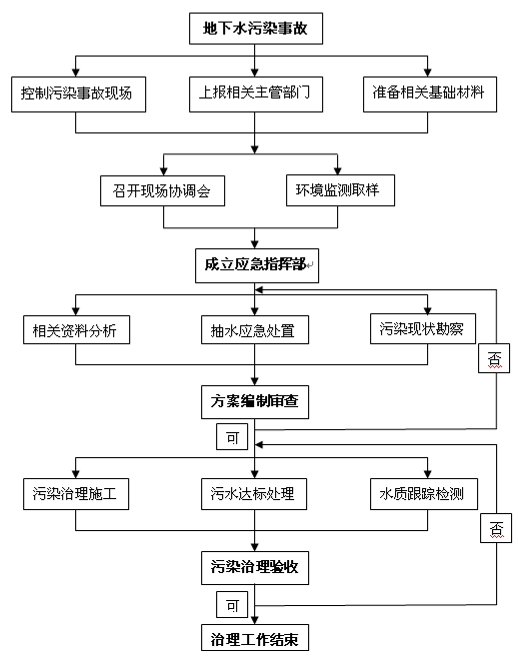 地下水污染事故
控制污染事故现场
上报相关主管部门
准备相关基础材料
召开现场协调会
环境监测取样
成立应急指挥部
相关资料分析
抽水应急处置
污染现状勘察
否
方案编制审查
可
污染治理施工
污水达标处理
水质跟踪检测
否
污染治理验收
可
治理工作结束